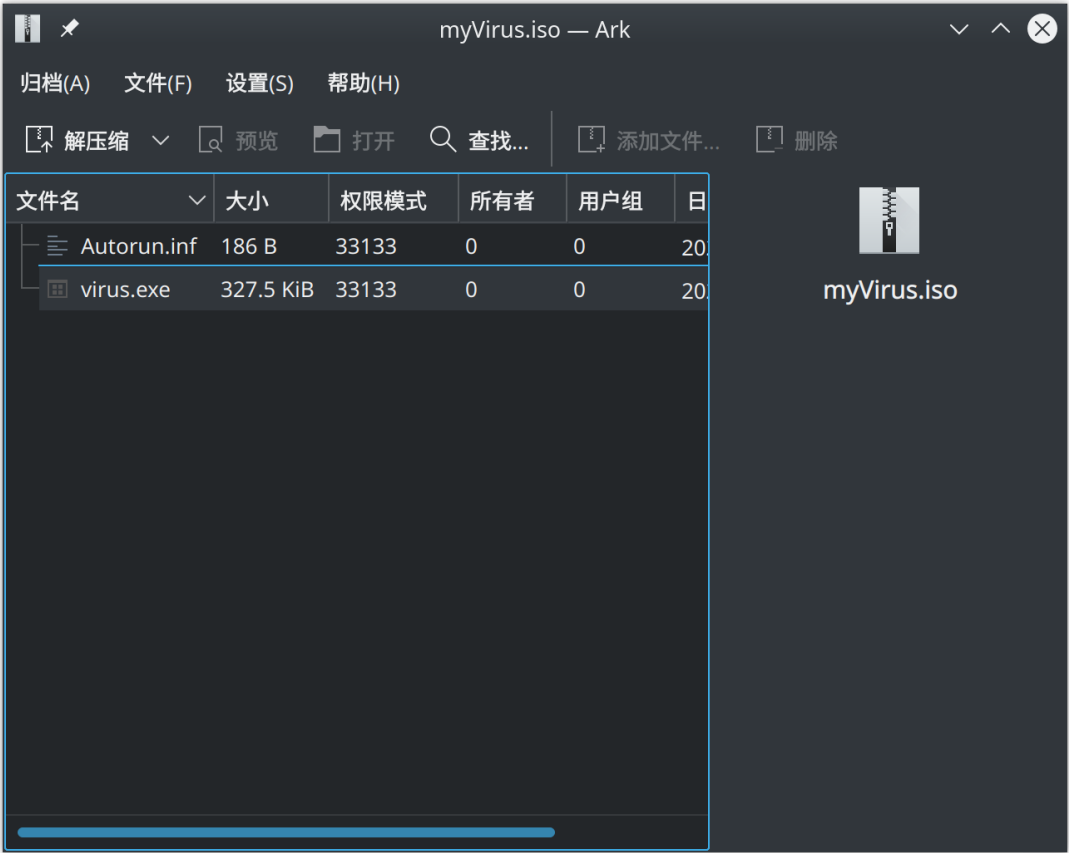 myVirus.iso — Ark
归档(A) 文件(F) 设置(S) 帮助(H)
解压缩 预览 打开 查找... 添加文件... 删除
文件名 大小 权限模式 所有者 用户组 日
Autorun.inf 186 B 33133 0 0 20
virus.exe 327.5 KiB 33133 0 0 20
myVirus.iso